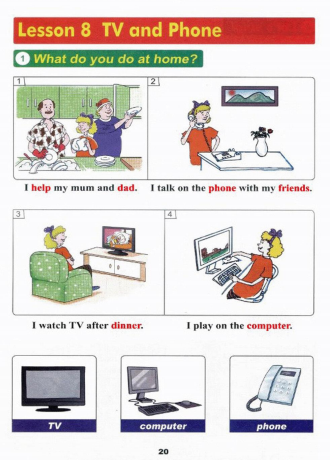 Lesson 8 TV and Phone
1 What do you do at home?
1
2
I help my mum and dad.
I talk on the phone with my friends.
3
4
I watch TV after dinner.
I play on the computer.
TV
computer
phone
20